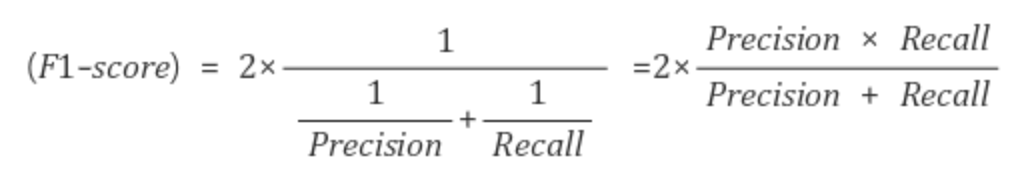 (F1-score) = 2× 1 / (1 / Precision + 1 / Recall) =2× Precision × Recall / Precision + Recall